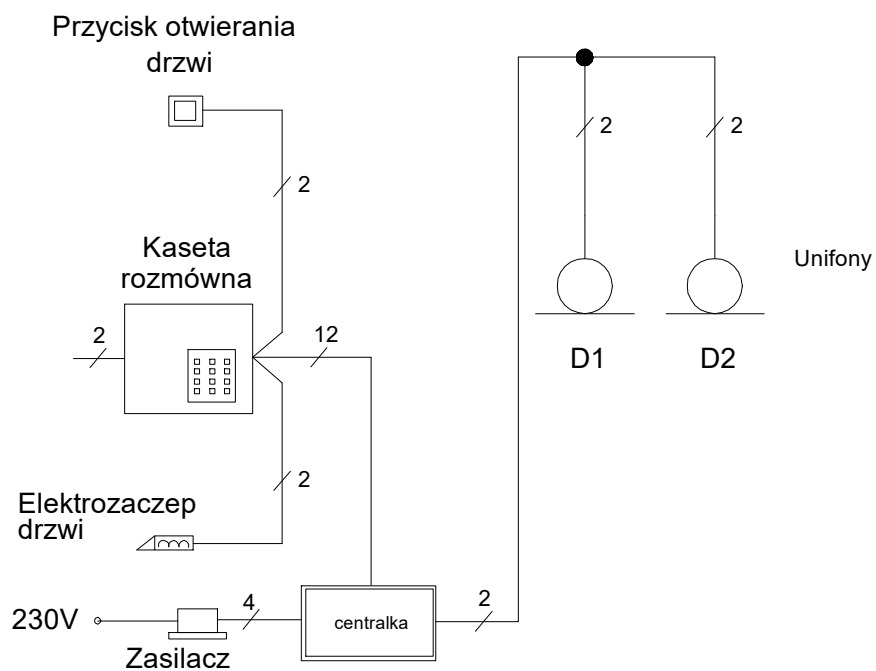 Przycisk otwierania
drzwi
2
2
2
Kaseta
rozmówna
Unifony
2
12
D1
D2
2
Elektrozaczep
drzwi
230V
4
centralka
2
Zasilacz